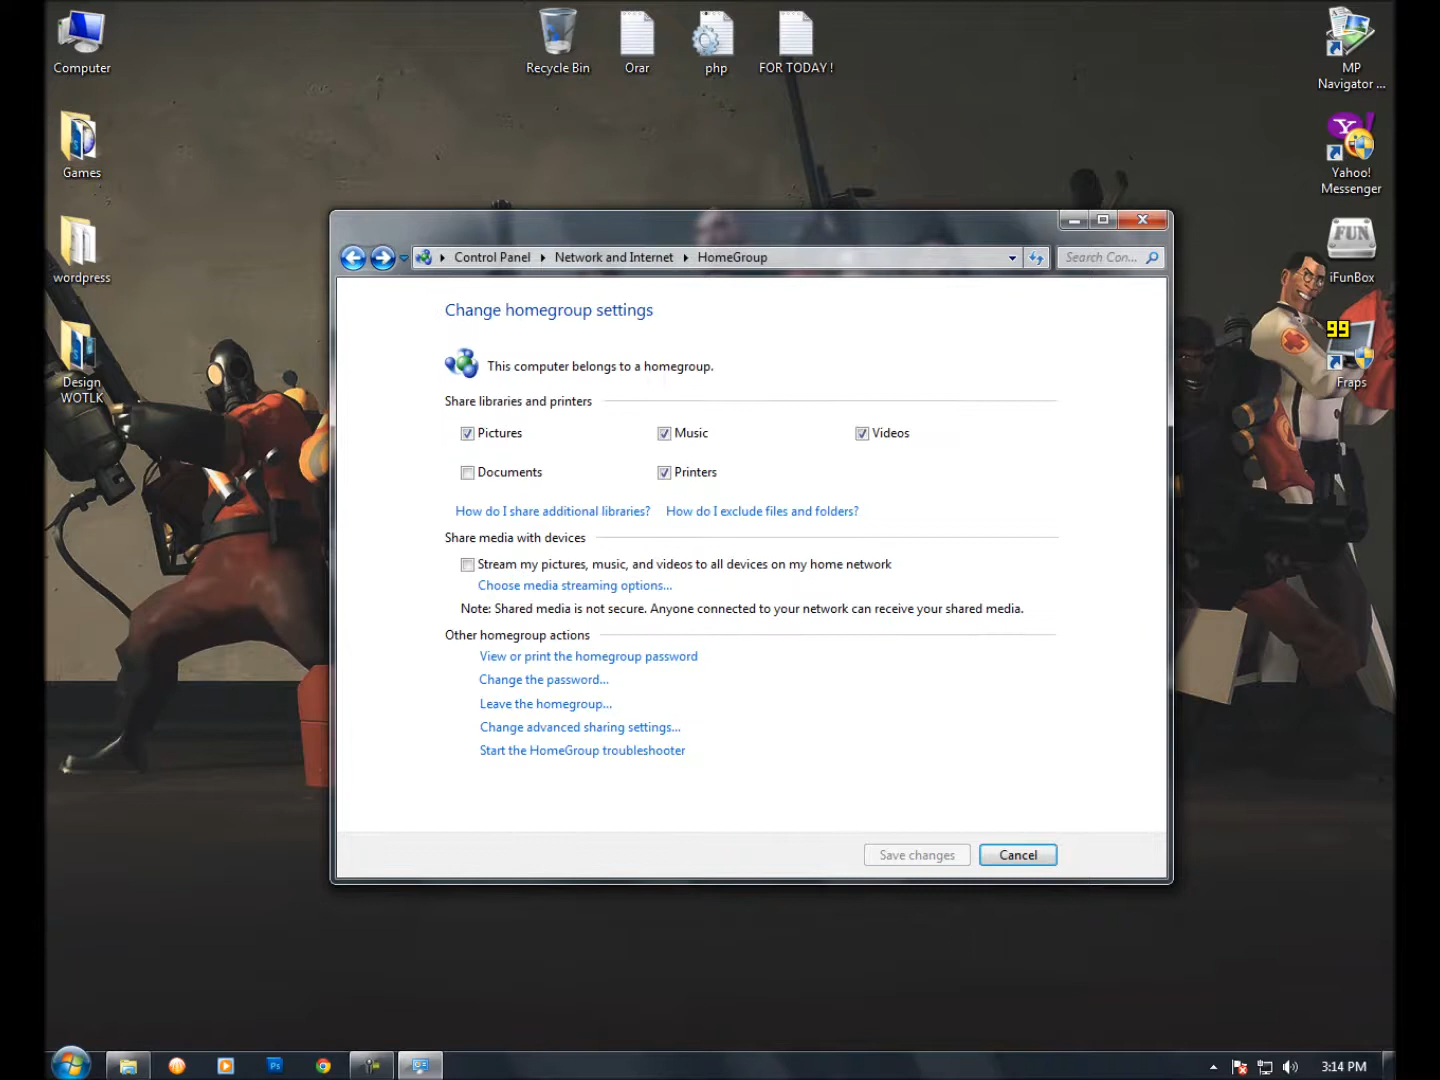 Computer
Recycle Bin
Orar
php
FOR TODAY !
MP
Navigator ...
Games
Yahoo!
Messenger
wordpress
FUN
iFunBox
99
Design
WOTLK
Fraps
Control Panel
Network and Internet
HomeGroup
Search Con...
Change homegroup settings
This computer belongs to a homegroup.
Share libraries and printers
Pictures
Music
Videos
Documents
Printers
How do I share additional libraries?
How do I exclude files and folders?
Share media with devices
Stream my pictures, music, and videos to all devices on my home network
Choose media streaming options...
Note: Shared media is not secure. Anyone connected to your network can receive your shared media.
Other homegroup actions
View or print the homegroup password
Change the password...
Leave the homegroup...
Change advanced sharing settings...
Start the HomeGroup troubleshooter
Save changes
Cancel
Ps
3:14 PM